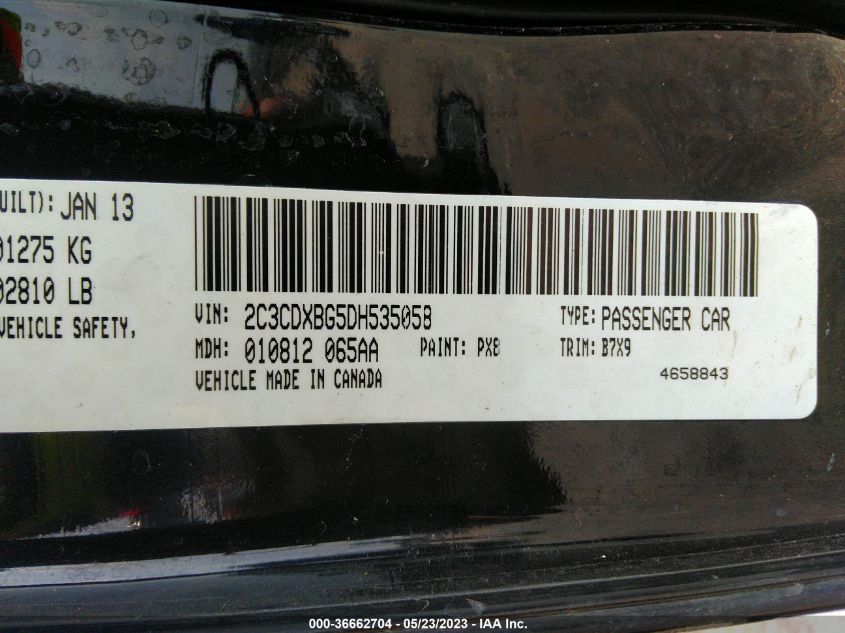 UILT): JAN 13
01275 KG
02810 LB
VEHICLE SAFETY,
VIN: 2C3CDXBG5DH535058 TYPE: PASSENGER CAR
MDH: 010812 065AA PAINT: PX8 TRIM: B7X9
VEHICLE MADE IN CANADA 4658843
000-36662704 - 05/23/2023 - IAA Inc.